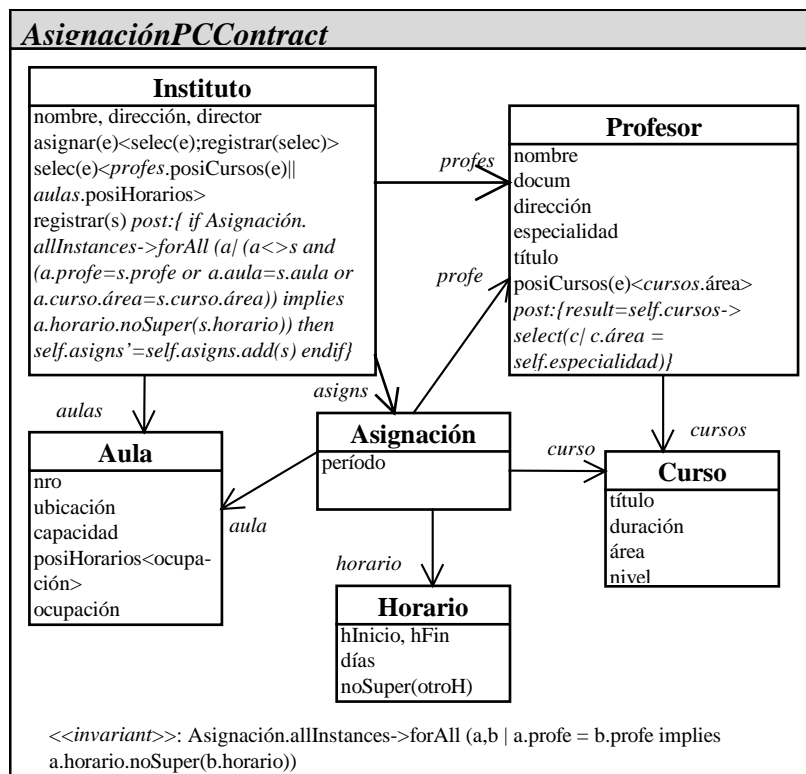 AsignaciónPCContract
Instituto
nombre, dirección, director
asignar(e)<selec(e);registrar(selec)>
selec(e)<profes.posiCursos(e)||
aulas.posiHorarios>
registrar(s) post:{ if Asignación.
allInstances->forAll (a| (a<>s and
(a.profe=s.profe or a.aula=s.aula or
a.curso.área=s.curso.área)) implies
a.horario.noSuper(s.horario)) then
self.asigns’=self.asigns.add(s) endif}
profes
Profesor
nombre
docum
dirección
especialidad
título
posiCursos(e)<cursos.área>
post:{result=self.cursos->
select(c| c.área =
self.especialidad)}
profe
asigns
aulas
cursos
Aula
nro
ubicación
capacidad
posiHorarios<ocupa-
ción>
ocupación
aula
Asignación
período
curso
Curso
título
duración
área
nivel
horario
Horario
hInicio, hFin
días
noSuper(otroH)
<<invariant>>: Asignación.allInstances->forAll (a,b | a.profe = b.profe implies
a.horario.noSuper(b.horario))